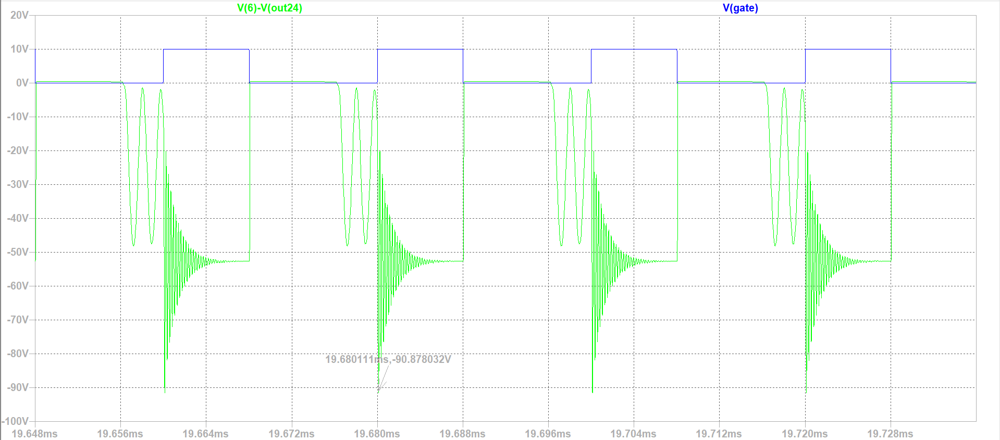 V(6)-V(out24) V(gate)
20V
10V
0V
-10V
-20V
-30V
-40V
-50V
-60V
-70V
-80V
19.680111ms,-90.878032V
-90V
-100V
19.648ms 19.656ms 19.664ms 19.672ms 19.680ms 19.688ms 19.696ms 19.704ms 19.712ms 19.720ms 19.728ms